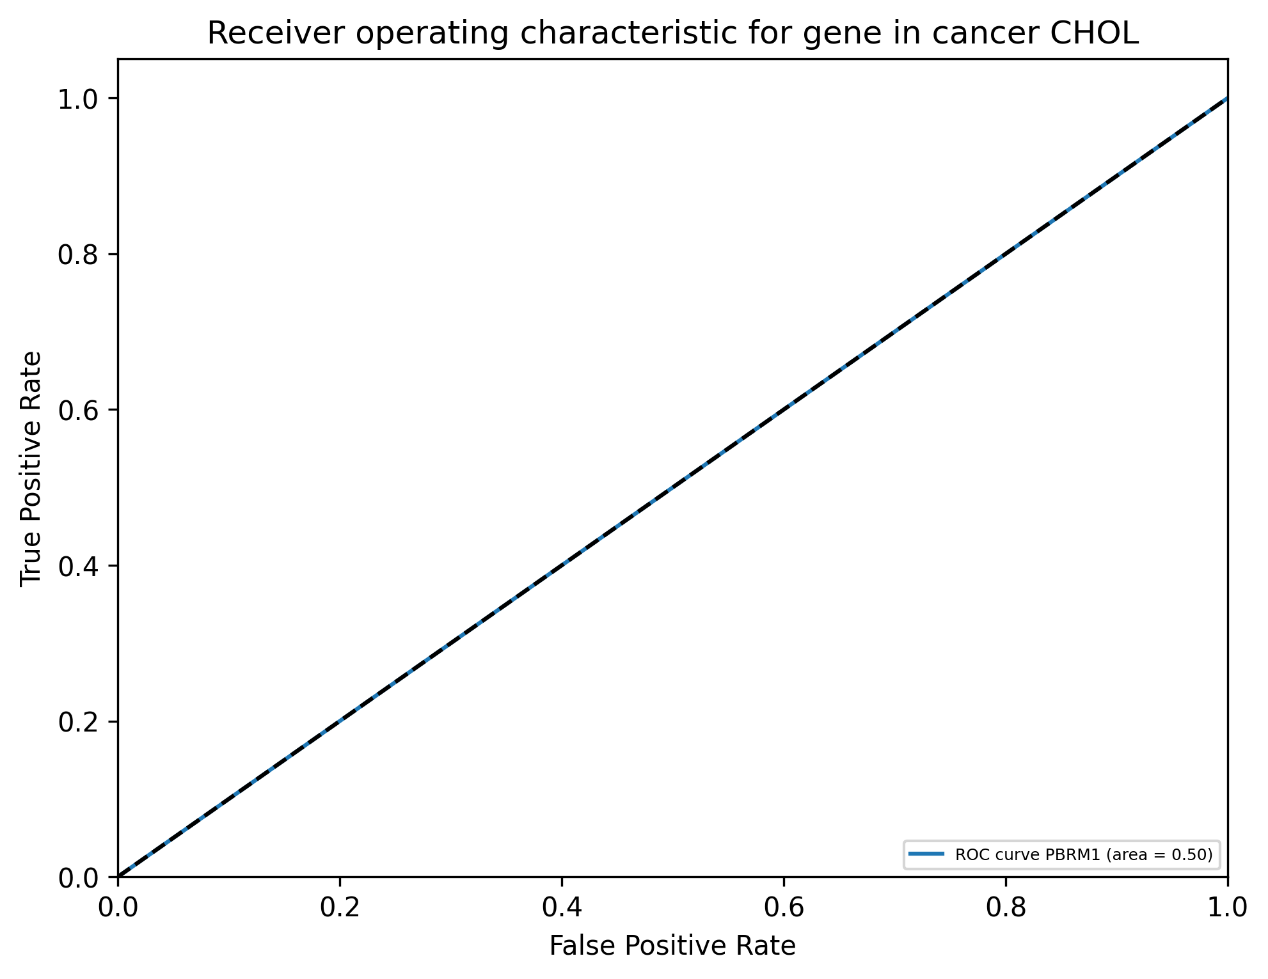 Receiver operating characteristic for gene in cancer CHOL
True Positive Rate
1.0
0.8
0.6
0.4
0.2
0.0
0.0 0.2 0.4 0.6 0.8 1.0
False Positive Rate
ROC curve PBRM1 (area = 0.50)